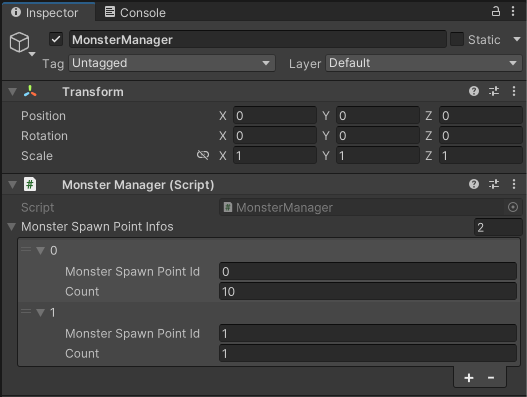 Inspector Console
MonsterManager Static
Tag Untagged Layer Default
Transform
Position X 0 Y 0 Z 0
Rotation X 0 Y 0 Z 0
Scale X 1 Y 1 Z 1
# Monster Manager (Script)
Script # MonsterManager
Monster Spawn Point Infos 2
0
Monster Spawn Point Id 0
Count 10
1
Monster Spawn Point Id 1
Count 1
+ -